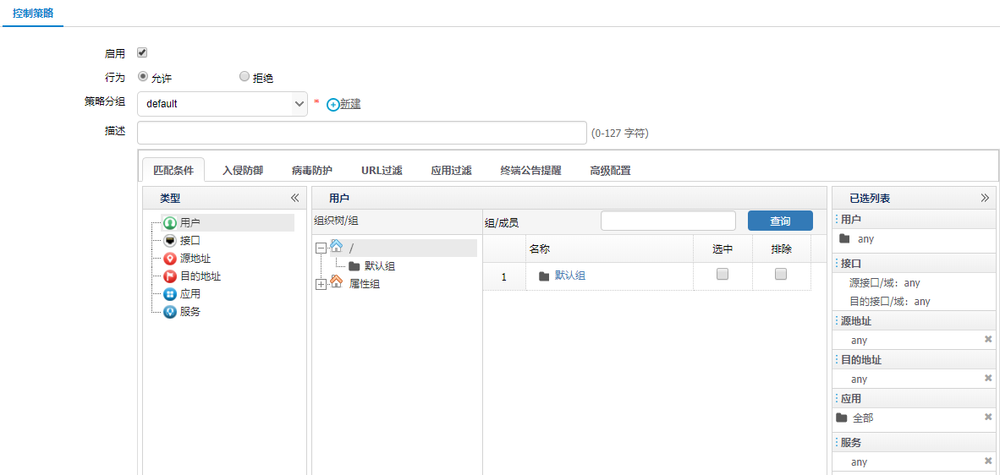 控制策略
启用
行为 允许 拒绝
策略分组 default * 新建
描述 (0-127 字符)
匹配条件 入侵防御 病毒防护 URL过滤 应用过滤 终端公告提醒 高级配置
类型
用户
接口
源地址
目的地址
应用
服务
用户
组织树/组
/
默认组
属性组
组/成员 查询
名称 选中 排除
1 默认组
已选列表
用户
any
接口
源接口/域：any
目的接口/域：any
源地址
any
目的地址
any
应用
全部
服务
any